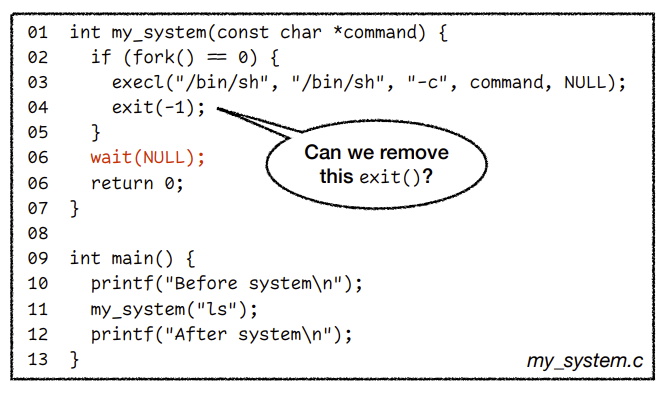 01 int my_system(const char *command) {
02   if (fork() == 0) {
03     execl("/bin/sh", "/bin/sh", "-c", command, NULL);
04     exit(-1);
05   }
06   wait(NULL);
06   return 0;
07 }
08
09 int main() {
10   printf("Before system\n");
11   my_system("ls");
12   printf("After system\n");
13 }
Can we remove
this exit()?
my_system.c